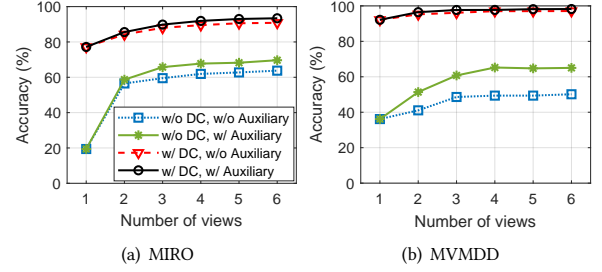 100
80
60
40
20
0
Accuracy (%)
w/o DC, w/o Auxiliary
w/o DC, w/ Auxiliary
w/ DC, w/o Auxiliary
w/ DC, w/ Auxiliary
1 2 3 4 5 6
Number of views
(a) MIRO
100
80
60
40
20
0
Accuracy (%)
1 2 3 4 5 6
Number of views
(b) MVMDD